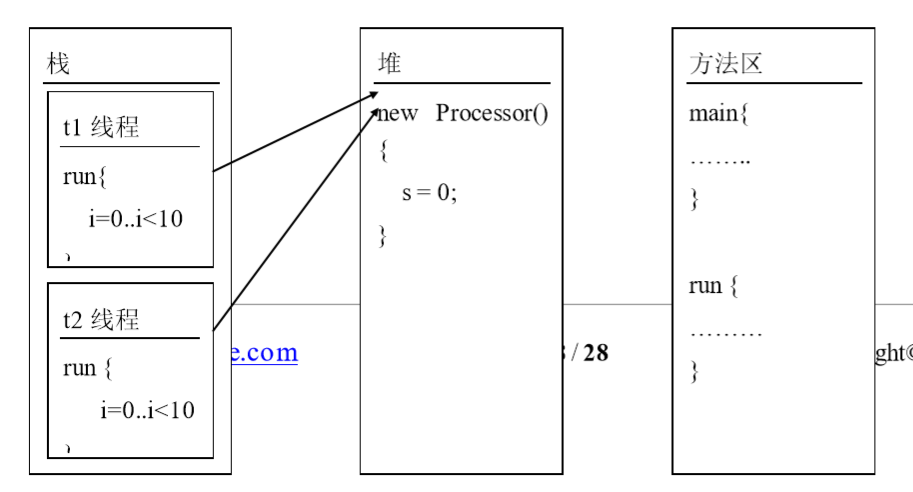 栈
t1 线程
run{
i=0..i<10
}
t2 线程
run {
i=0..i<10
}
堆
new Processor()
{
s = 0;
}
方法区
main{
……..
}
run {
………
}
e.com
/ 28
ght©